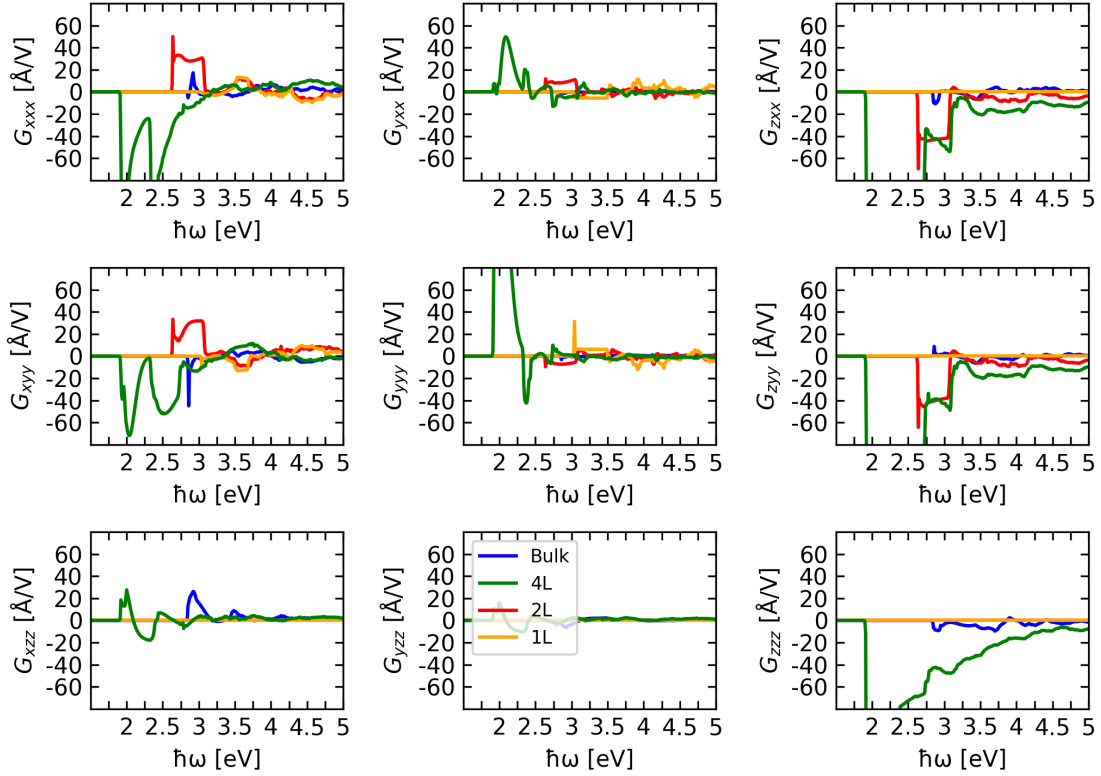 G_xxx [Å/V]
60
40
20
0
-20
-40
-60
2 2.5 3 3.5 4 4.5 5
ħω [eV]
G_yxx [Å/V]
60
40
20
0
-20
-40
-60
2 2.5 3 3.5 4 4.5 5
ħω [eV]
G_zxx [Å/V]
60
40
20
0
-20
-40
-60
2 2.5 3 3.5 4 4.5 5
ħω [eV]
G_xyy [Å/V]
60
40
20
0
-20
-40
-60
2 2.5 3 3.5 4 4.5 5
ħω [eV]
G_yyy [Å/V]
60
40
20
0
-20
-40
-60
2 2.5 3 3.5 4 4.5 5
ħω [eV]
G_zyy [Å/V]
60
40
20
0
-20
-40
-60
2 2.5 3 3.5 4 4.5 5
ħω [eV]
G_xzz [Å/V]
60
40
20
0
-20
-40
-60
2 2.5 3 3.5 4 4.5 5
ħω [eV]
G_yzz [Å/V]
60
40
20
0
-20
-40
-60
Bulk
4L
2L
1L
2 2.5 3 3.5 4 4.5 5
ħω [eV]
G_zzz [Å/V]
60
40
20
0
-20
-40
-60
2 2.5 3 3.5 4 4.5 5
ħω [eV]